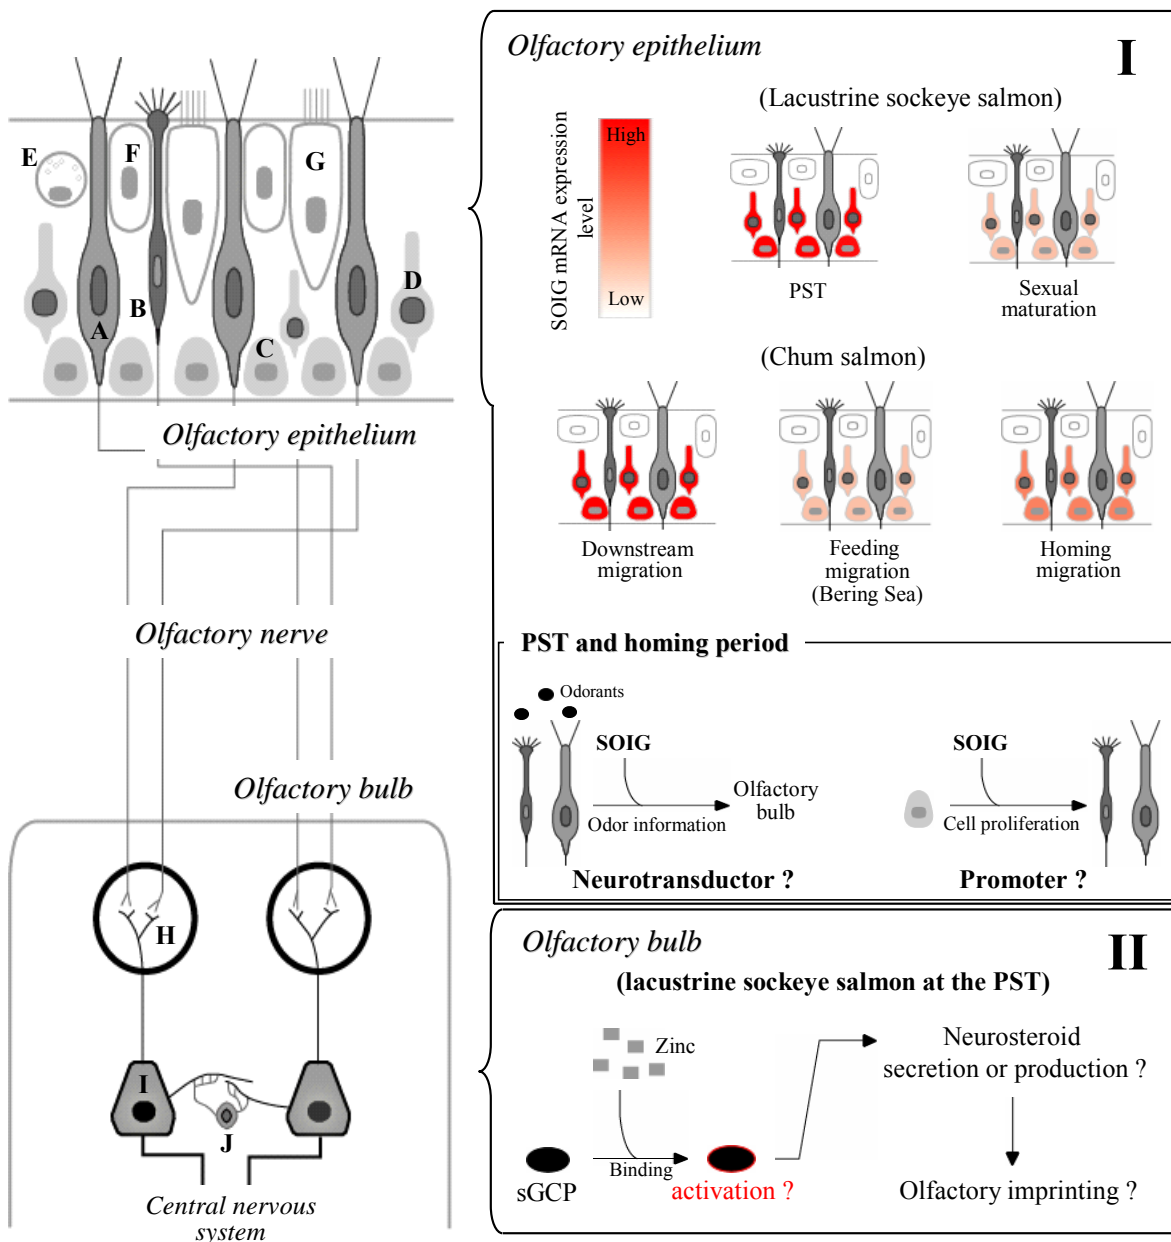 E
F
G
A
B
C
D
Olfactory epithelium
Olfactory nerve
Olfactory bulb
H
I
J
Central nervous
system
Olfactory epithelium
I
(Lacustrine sockeye salmon)
SOIG mRNA expression
level
High
Low
PST
Sexual
maturation
(Chum salmon)
Downstream
migration
Feeding
migration
(Bering Sea)
Homing
migration
PST and homing period
Odorants
SOIG
Odor information
Olfactory
bulb
Neurotransductor ?
SOIG
Cell proliferation
Promoter ?
Olfactory bulb
II
(lacustrine sockeye salmon at the PST)
Zinc
sGCP
Binding
activation ?
Neurosteroid
secretion or production ?
Olfactory imprinting ?